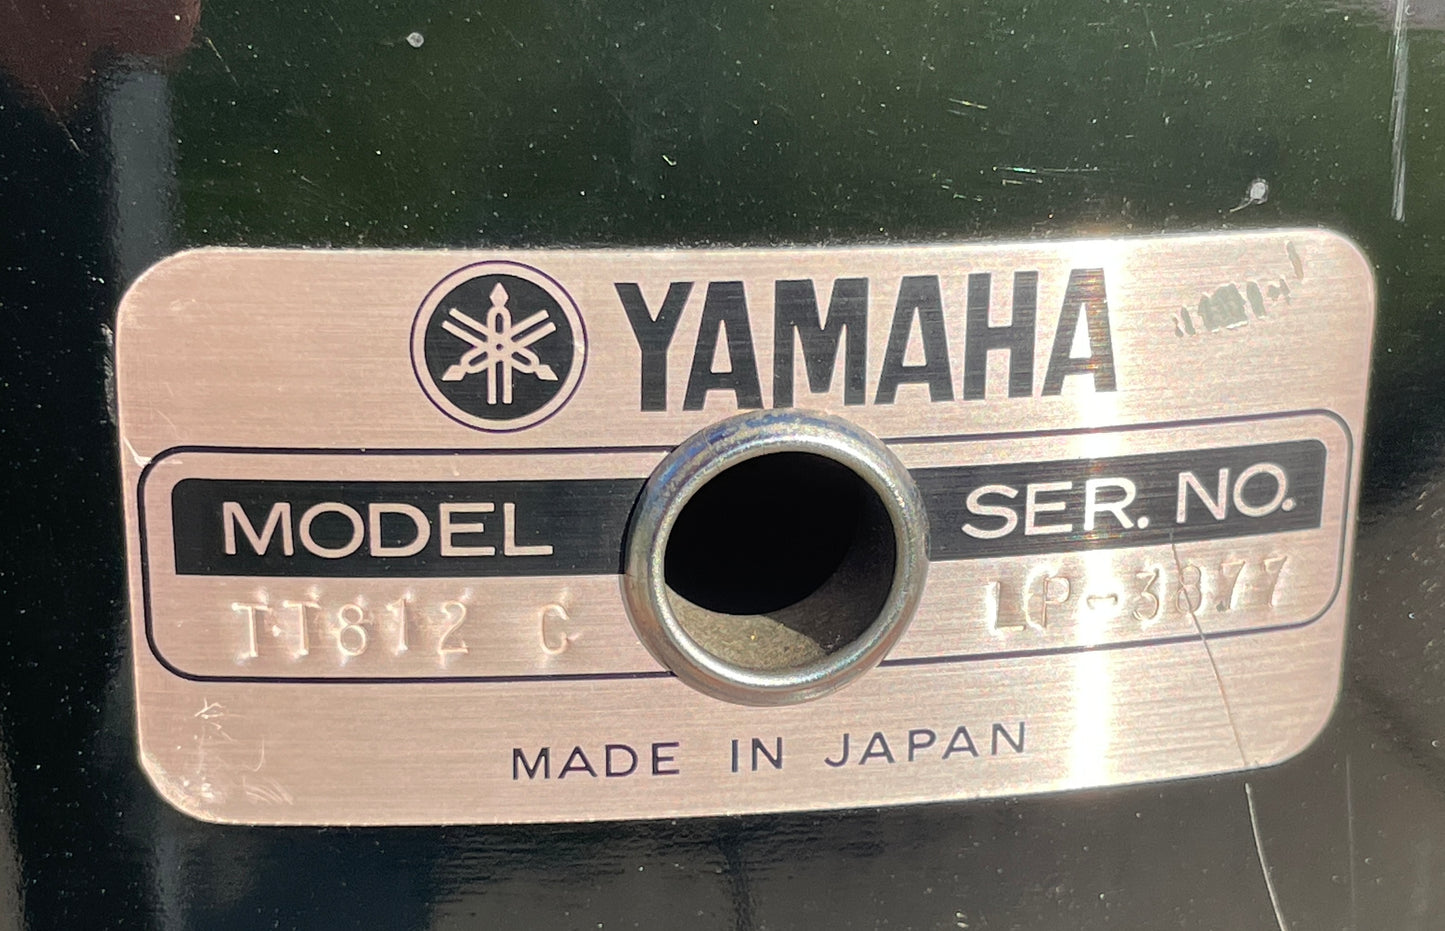 YAMAHA
MODEL SER. NO.
TT812 C LP-3877
MADE IN JAPAN